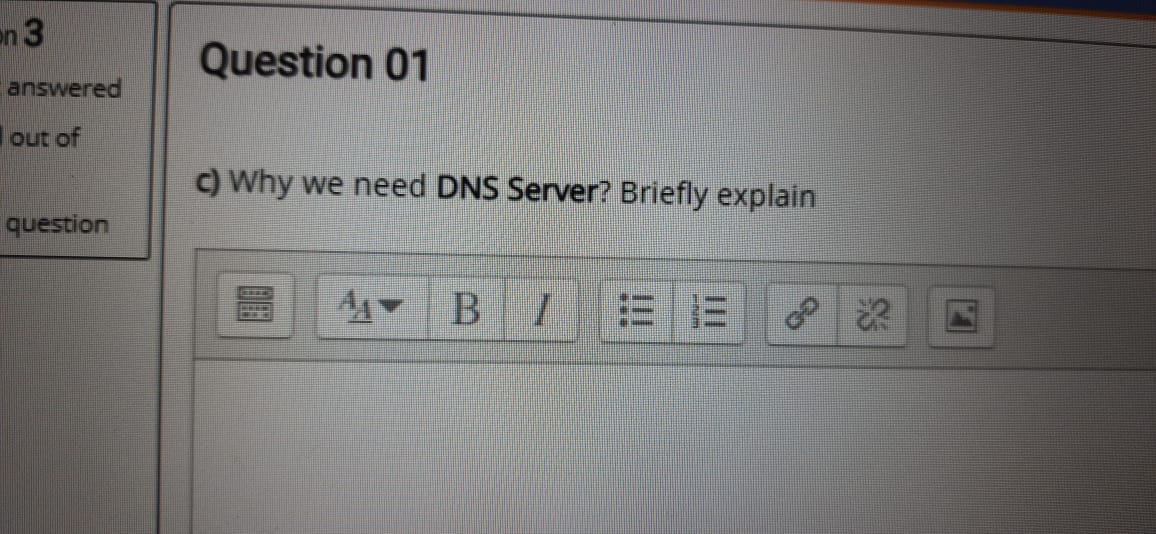 3
answered
out of
question
Question 01
c) Why we need DNS Server? Briefly explain
B I